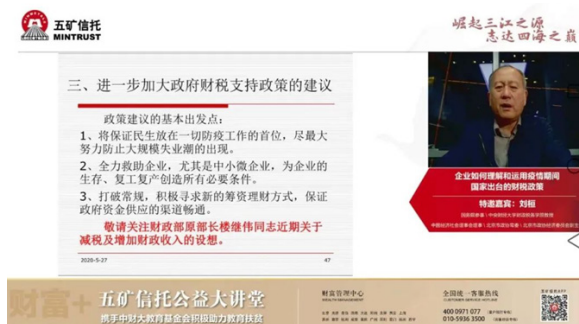 五矿信托
MINTRUST
崛起三江之源
志达四海之巅
三、进一步加大政府财税支持政策的建议
政策建议的基本出发点：
1、将保证民生放在一切防疫工作的首位，尽最大
努力防止大规模失业潮的出现。
2、全力救助企业，尤其是中小微企业，为企业的
生存、复工复产创造所有必要条件。
3、打破常规，积极寻求新的筹资理财方式，保证
政府资金供应的渠道畅通。
敬请关注财政部原部长楼继伟同志近期关于
减税及增加财政收入的设想。
2020-5-27
47
企业如何理解和运用疫情期间
国家出台的财税政策
特邀嘉宾：刘桓
财富+
五矿信托公益大讲堂
携手中财大教育基金会积极助力教育扶贫
财富管理中心
全国统一客服热线
400 0971 077
010-5936 3500